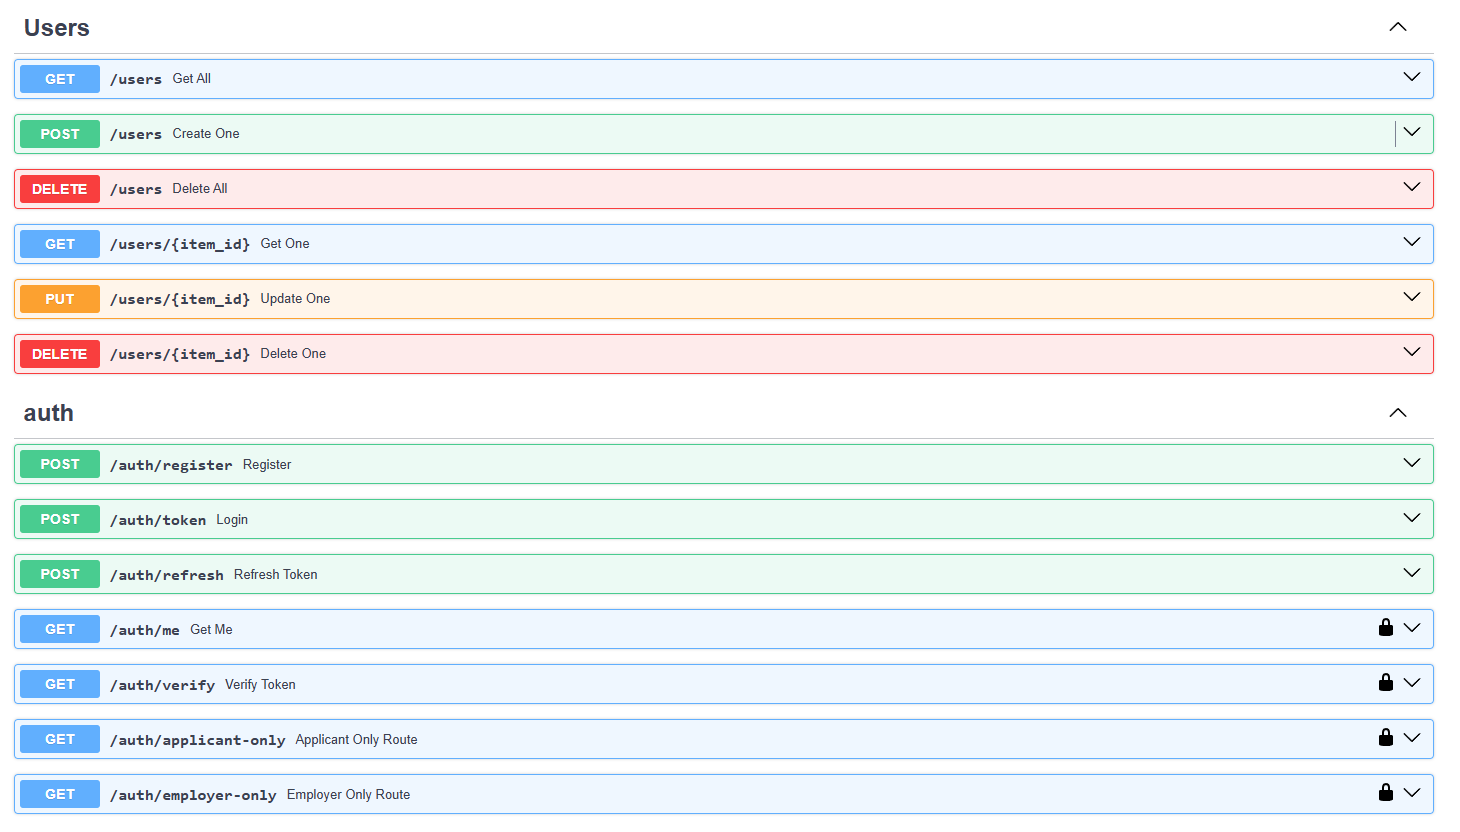 Users
GET /users Get All
POST /users Create One
DELETE /users Delete All
GET /users/{item_id} Get One
PUT /users/{item_id} Update One
DELETE /users/{item_id} Delete One
auth
POST /auth/register Register
POST /auth/token Login
POST /auth/refresh Refresh Token
GET /auth/me Get Me
GET /auth/verify Verify Token
GET /auth/applicant-only Applicant Only Route
GET /auth/employer-only Employer Only Route